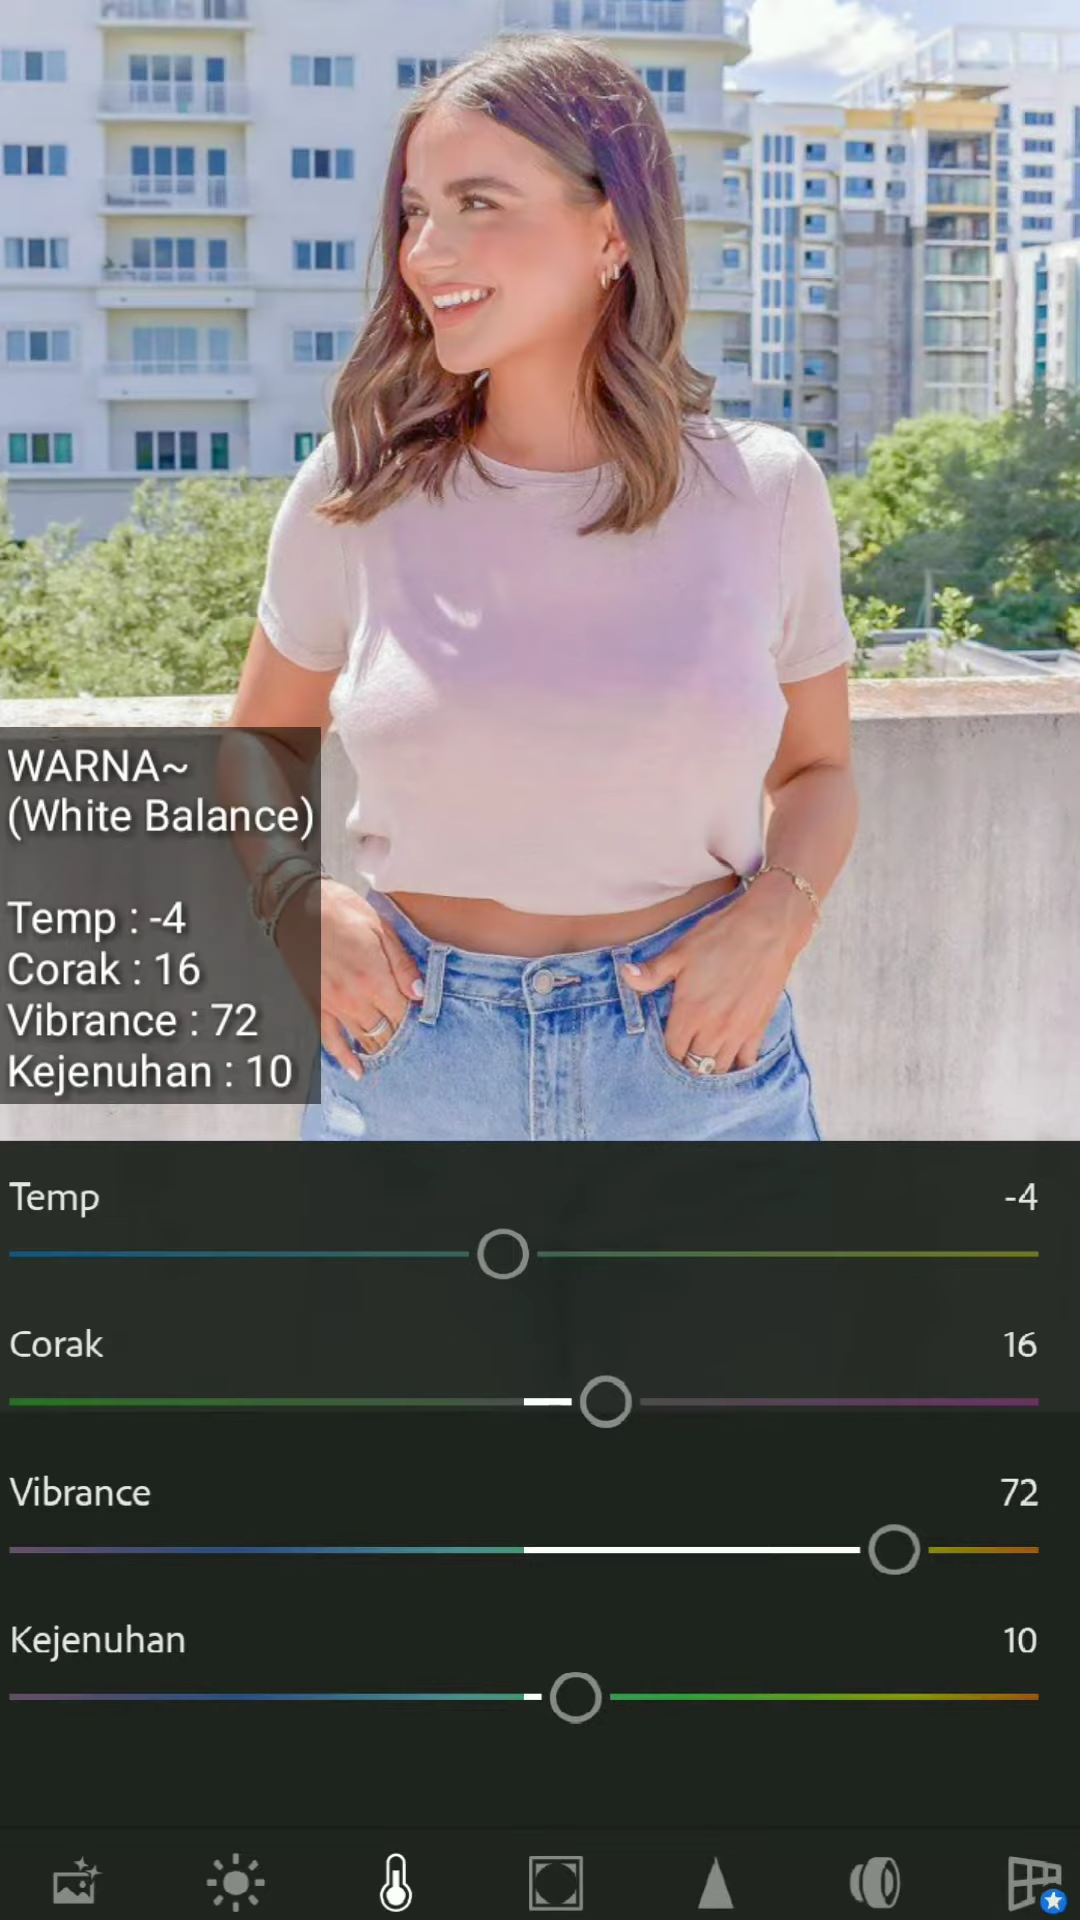 WARNA~
(White Balance)
Temp : -4
Corak : 16
Vibrance : 72
Kejenuhan : 10
Temp -4
Corak 16
Vibrance 72
Kejenuhan 10